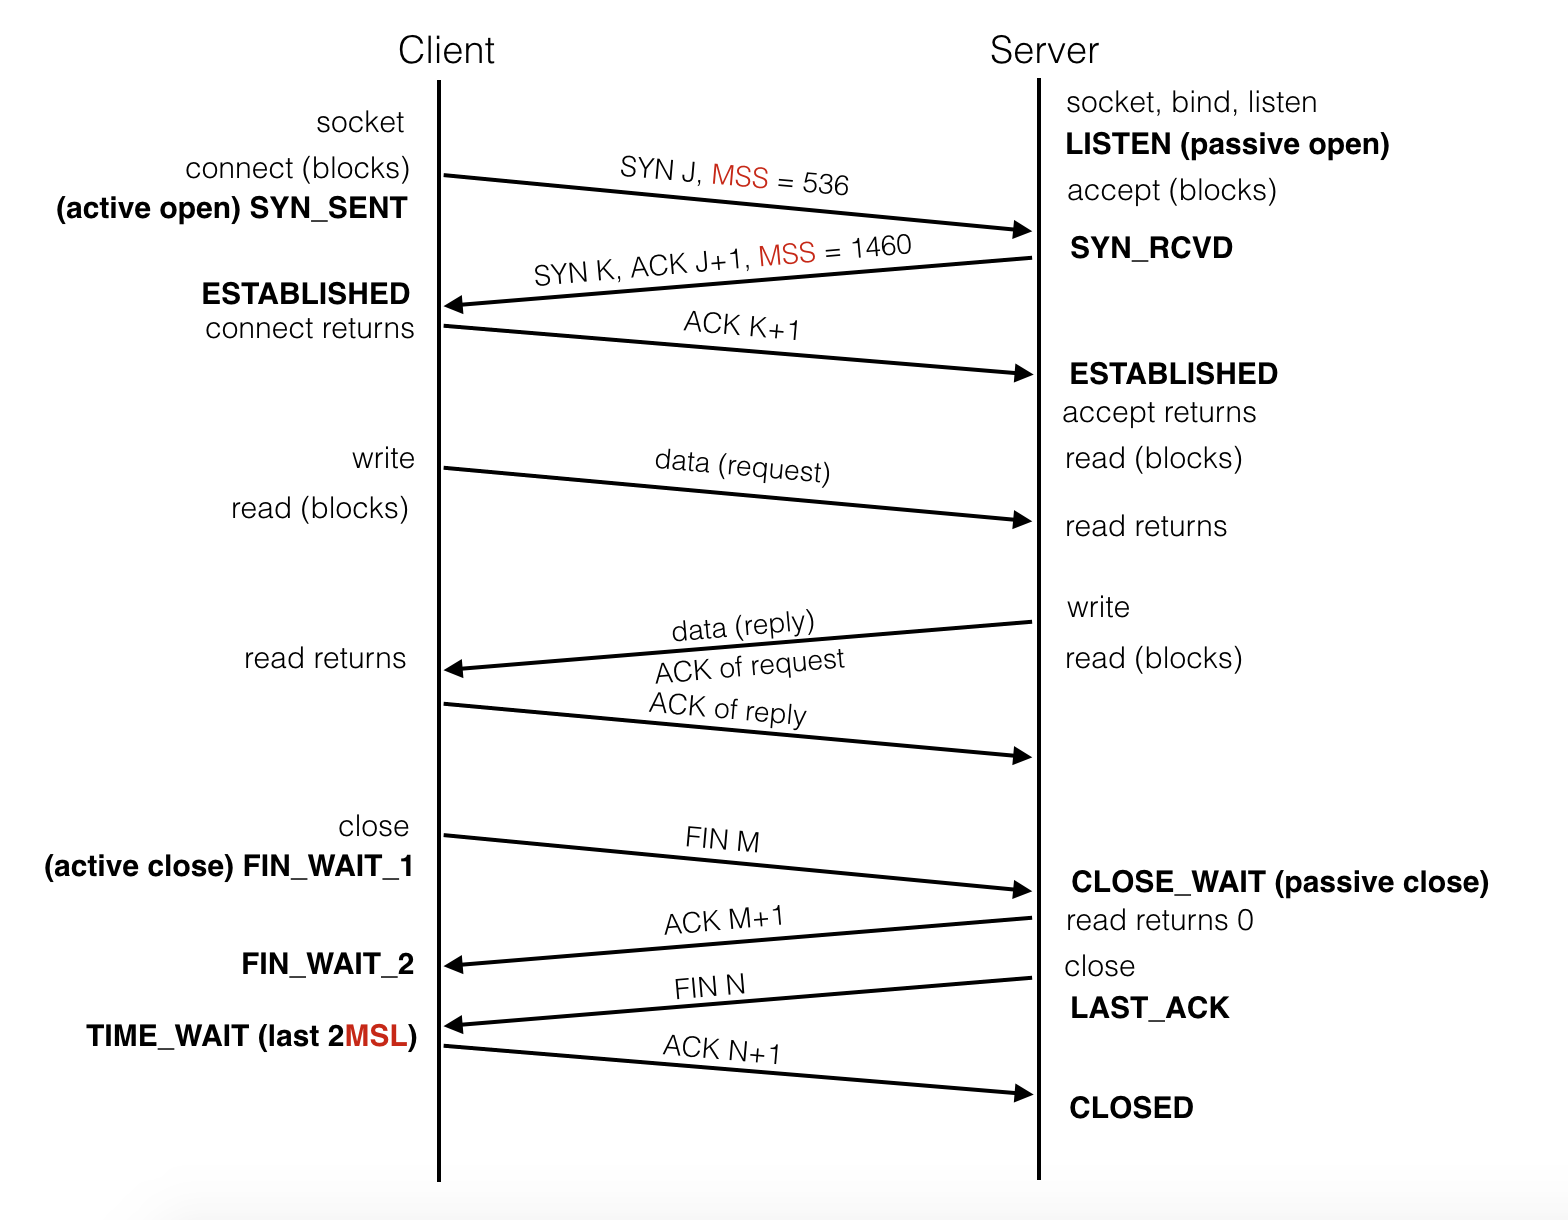 Client
Server
socket
socket, bind, listen
LISTEN (passive open)
connect (blocks)
SYN J, MSS = 536
accept (blocks)
(active open) SYN_SENT
SYN_RCVD
SYN K, ACK J+1, MSS = 1460
ESTABLISHED
connect returns
ACK K+1
ESTABLISHED
accept returns
write
data (request)
read (blocks)
read (blocks)
read returns
write
data (reply)
read returns
ACK of request
read (blocks)
ACK of reply
close
FIN M
(active close) FIN_WAIT_1
CLOSE_WAIT (passive close)
ACK M+1
read returns 0
FIN_WAIT_2
close
FIN N
LAST_ACK
TIME_WAIT (last 2MSL)
ACK N+1
CLOSED